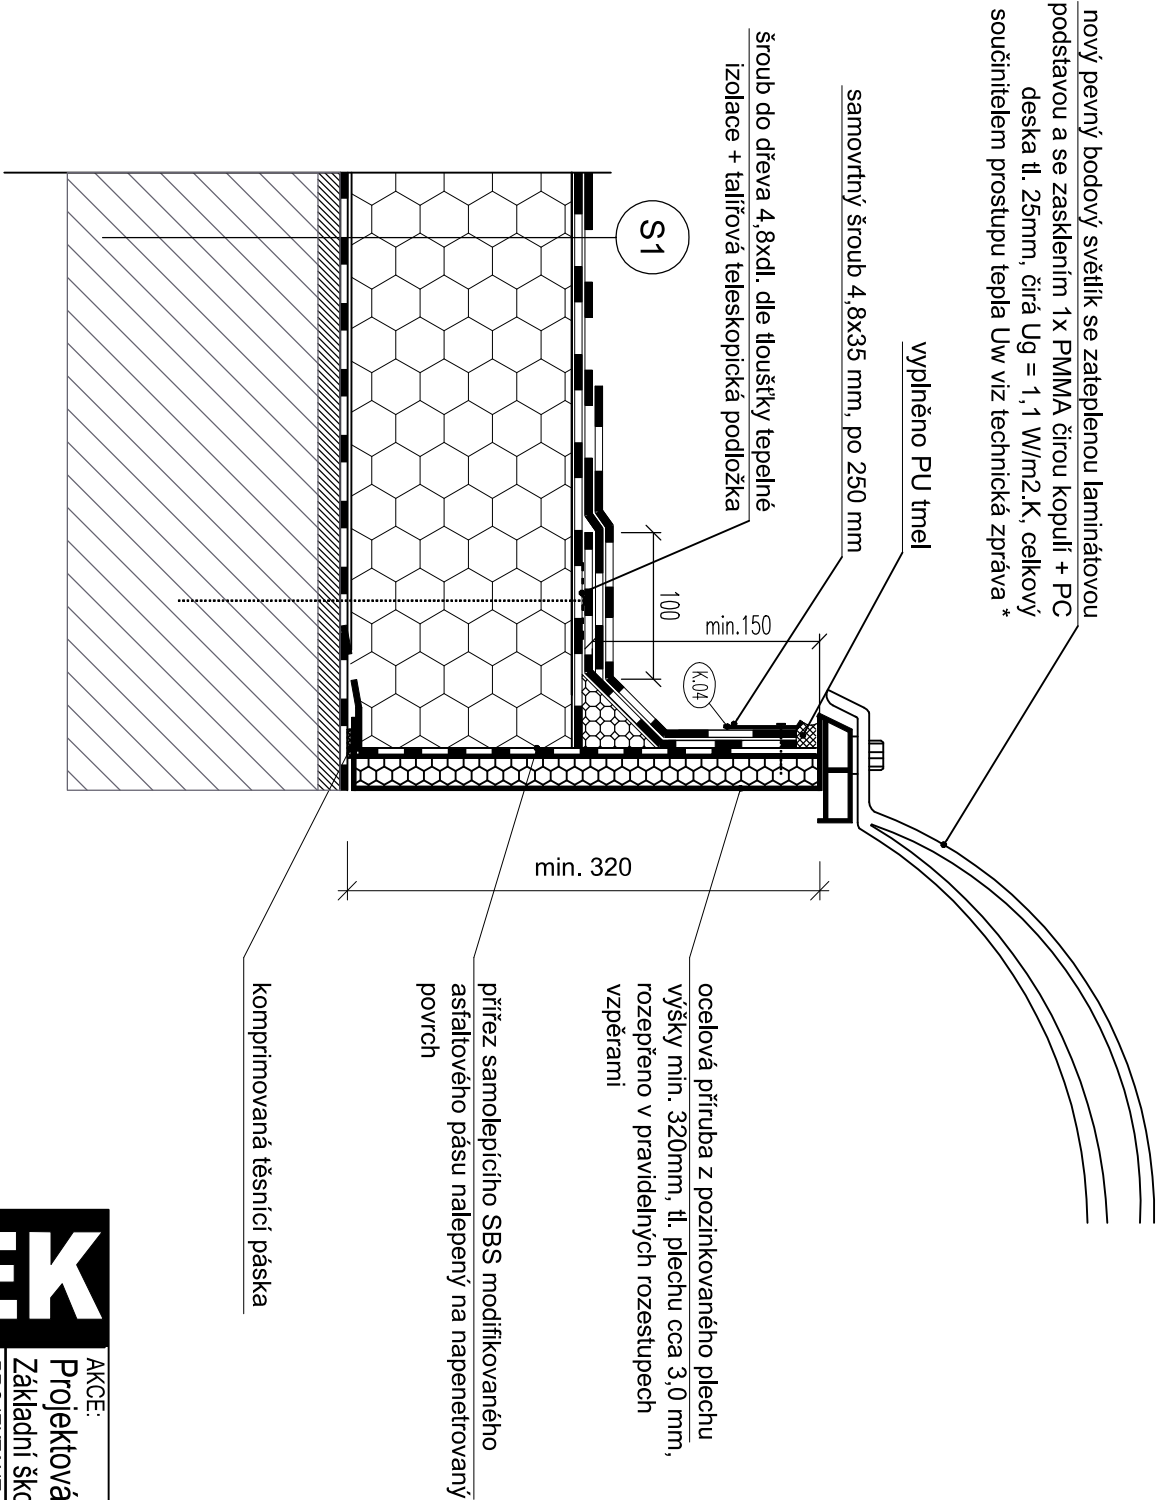 nový pevný bodový světlík se zateplenou laminátovou
podstavou a se zasklením 1x PMMA čirou kopulí + PC
deska tl. 25mm, čirá Ug = 1,1 W/m2.K, celkový
součinitelem prostupu tepla Uw viz technická zpráva *
vyplněno PU tmel
samovrtný šroub 4,8x35 mm, po 250 mm
šroub do dřeva 4,8xdl. dle tloušťky tepelné
izolace + talířová teleskopická podložka
S1
100
min.150
K.04
min. 320
ocelová příruba z pozinkovaného plechu
výšky min. 320mm, tl. plechu cca 3,0 mm,
rozepřeno v pravidelných rozestupech
vzpěrami
přířez samolepícího SBS modifikovaného
asfaltového pásu nalepený na napenetrovaný
povrch
komprimovaná těsnící páska
EK
AKCE:
Projektová
Základní ško